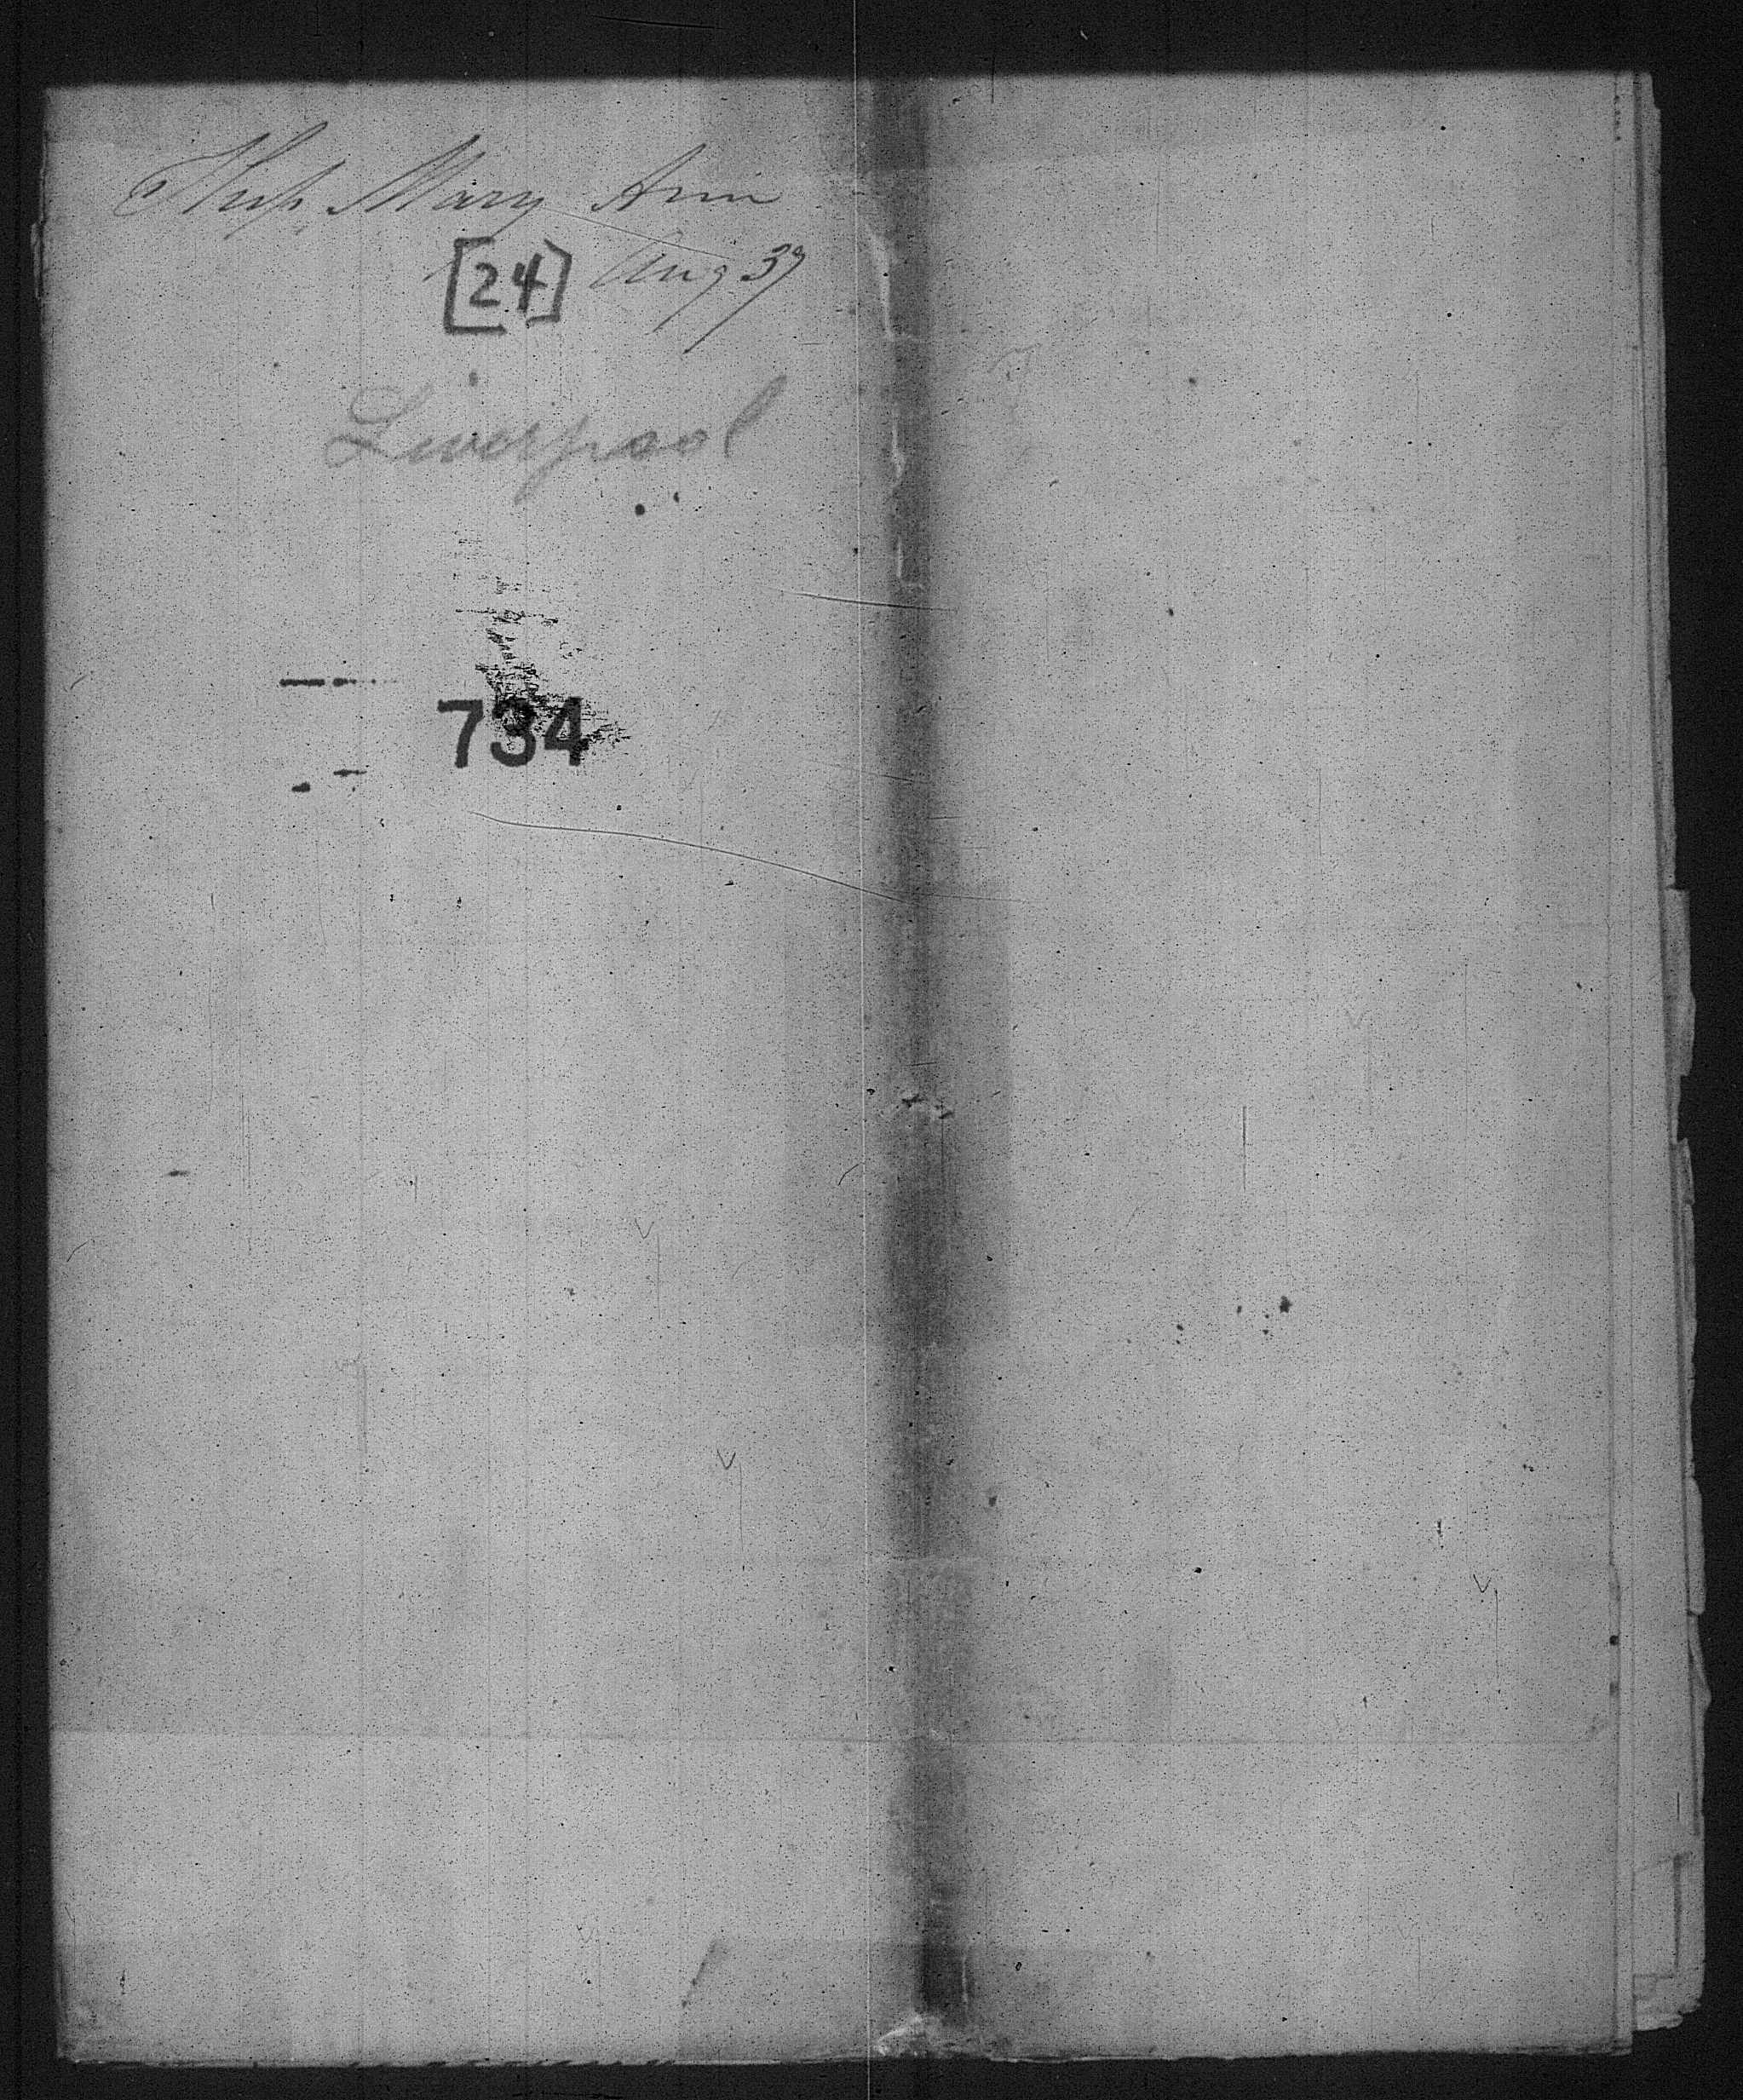 Ship Mary Ann
[24] Aug 39
Liverpool
734